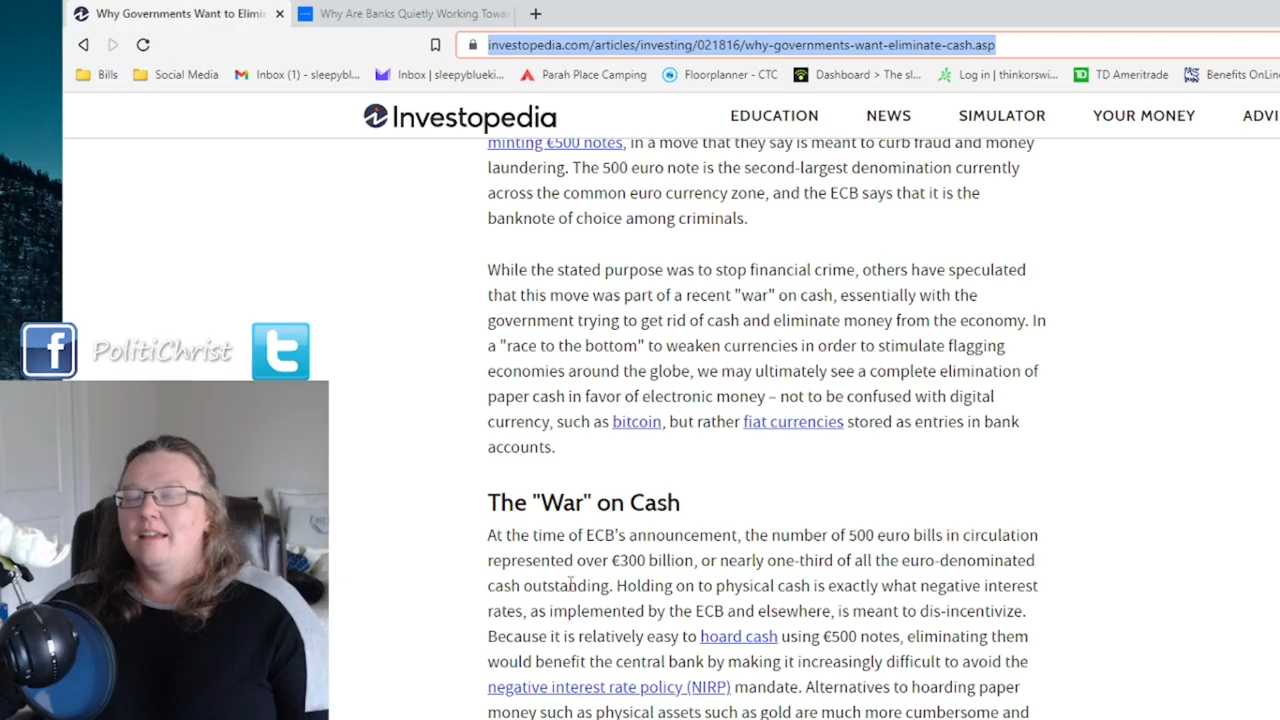 Why Governments Want to Elimi
Why Are Banks Quietly Working Towar
investopedia.com/articles/investing/021816/why-governments-want-eliminate-cash.asp
Bills
Social Media
Inbox (1) - sleepybl...
Inbox | sleepyblueki...
Parah Place Camping
Floorplanner - CTC
Dashboard > The sl...
Log in | thinkorswi...
TD Ameritrade
Benefits OnLin
Investopedia
EDUCATION
NEWS
SIMULATOR
YOUR MONEY
ADVI
minting €500 notes, in a move that they say is meant to curb fraud and money
laundering. The 500 euro note is the second-largest denomination currently
across the common euro currency zone, and the ECB says that it is the
banknote of choice among criminals.
While the stated purpose was to stop financial crime, others have speculated
that this move was part of a recent "war" on cash, essentially with the
government trying to get rid of cash and eliminate money from the economy. In
a "race to the bottom" to weaken currencies in order to stimulate flagging
economies around the globe, we may ultimately see a complete elimination of
paper cash in favor of electronic money – not to be confused with digital
currency, such as bitcoin, but rather fiat currencies stored as entries in bank
accounts.
f
PolitiChrist
t
The "War" on Cash
At the time of ECB's announcement, the number of 500 euro bills in circulation
represented over €300 billion, or nearly one-third of all the euro-denominated
cash outstanding. Holding on to physical cash is exactly what negative interest
rates, as implemented by the ECB and elsewhere, is meant to dis-incentivize.
Because it is relatively easy to hoard cash using €500 notes, eliminating them
would benefit the central bank by making it increasingly difficult to avoid the
negative interest rate policy (NIRP) mandate. Alternatives to hoarding paper
money such as physical assets such as gold are much more cumbersome and